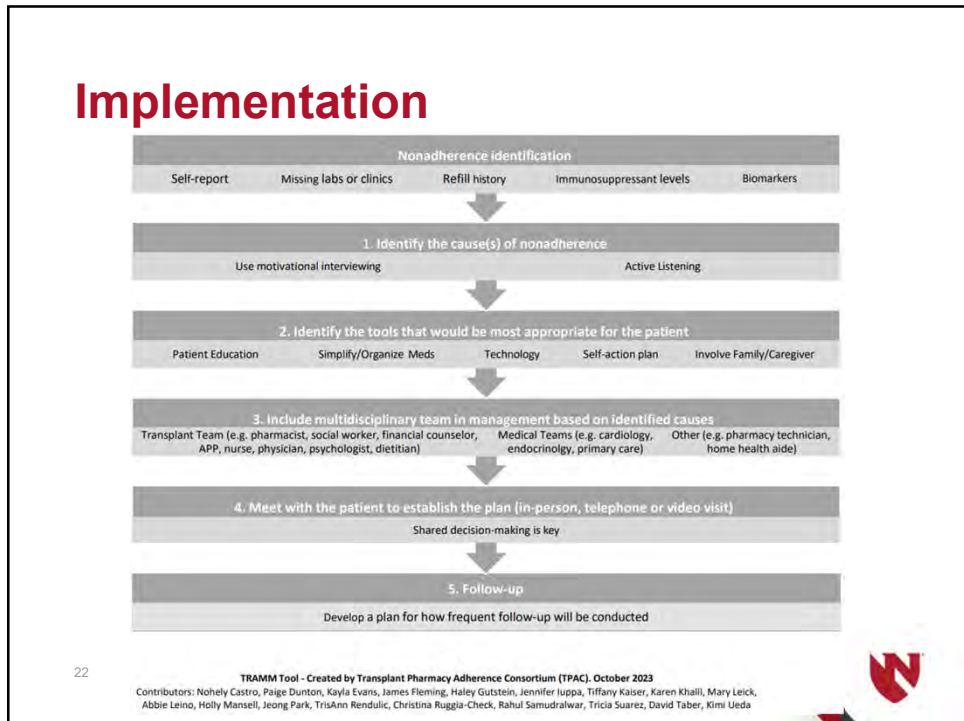 Implementation
Nonadherence identification
Self-report Missing labs or clinics Refill history Immunosuppressant levels Biomarkers
1. Identify the cause(s) of nonadherence
Use motivational interviewing Active Listening
2. Identify the tools that would be most appropriate for the patient
Patient Education Simplify/Organize Meds Technology Self-action plan Involve Family/Caregiver
3. Include multidisciplinary team in management based on identified causes
Transplant Team (e.g. pharmacist, social worker, financial counselor,
APP, nurse, physician, psychologist, dietitian)
Medical Teams (e.g. cardiology,
endocrinolgy, primary care)
Other (e.g. pharmacy technician,
home health aide)
4. Meet with the patient to establish the plan (in-person, telephone or video visit)
Shared decision-making is key
5. Follow-up
Develop a plan for how frequent follow-up will be conducted
22
TRAMM Tool - Created by Transplant Pharmacy Adherence Consortium (TPAC). October 2023
Contributors: Nohely Castro, Paige Dunton, Kayla Evans, James Fleming, Haley Gutstein, Jennifer Iuppa, Tiffany Kaiser, Karen Khalil, Mary Leick,
Abbie Leino, Holly Mansell, Jeong Park, TrisAnn Rendulic, Christina Ruggia-Check, Rahul Samudralwar, Tricia Suarez, David Taber, Kimi Ueda
N